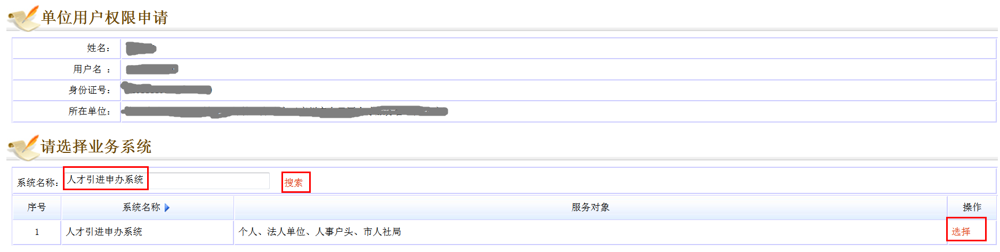 单位用户权限申请
姓名：
用户名 ：
身份证号：
所在单位：
请选择业务系统
系统名称： 人才引进申办系统 搜索
序号 系统名称 服务对象 操作
1 人才引进申办系统 个人、法人单位、人事户头、市人社局 选择